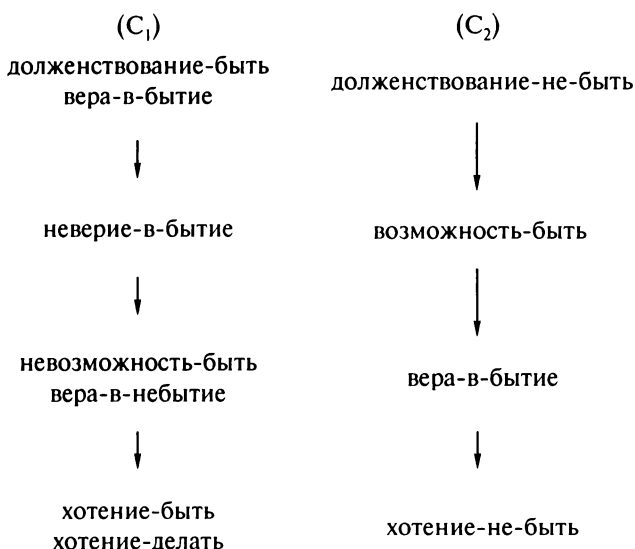 (C₁)
должествование-быть
вера-в-бытие
неверие-в-бытие
невозможность-быть
вера-в-небытие
хотение-быть
хотение-делать
(C₂)
долженствование-не-быть
возможность-быть
вера-в-бытие
хотение-не-быть